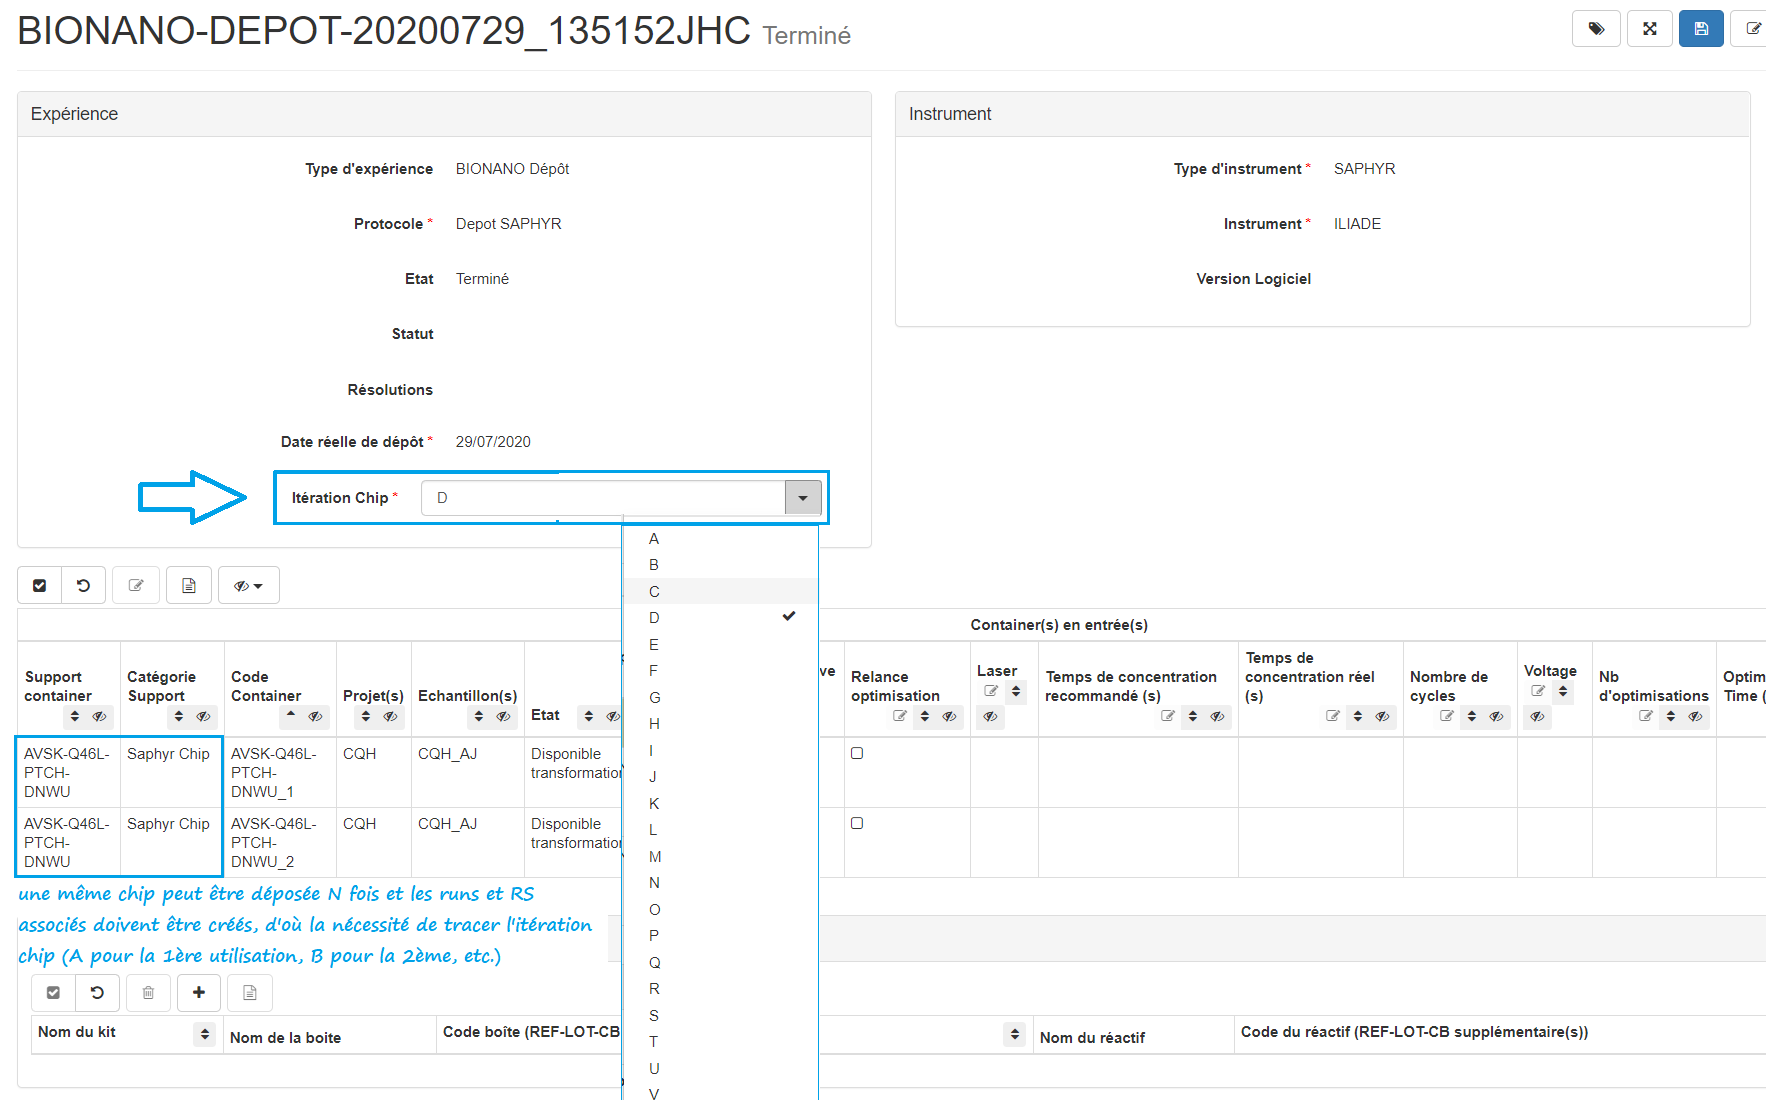 BIONANO-DEPOT-20200729_135152JHC Terminé
Expérience
Type d'expérience BIONANO Dépôt
Protocole * Depot SAPHYR
Etat Terminé
Statut
Résolutions
Date réelle de dépôt * 29/07/2020
Itération Chip * D
Instrument
Type d'instrument * SAPHYR
Instrument * ILIADE
Version Logiciel
A
B
C
D
E
F
G
H
I
J
K
L
M
N
O
P
Q
R
S
T
U
V
Container(s) en entrée(s)
Support container
Catégorie Support
Code Container
Projet(s)
Echantillon(s)
Etat
ve
Relance optimisation
Laser
Temps de concentration recommandé (s)
Temps de concentration réel (s)
Nombre de cycles
Voltage
Nb d'optimisations
Optim Time (
AVSK-Q46L-PTCH-DNWU Saphyr Chip AVSK-Q46L-PTCH-DNWU_1 CQH CQH_AJ Disponible transformation
AVSK-Q46L-PTCH-DNWU Saphyr Chip AVSK-Q46L-PTCH-DNWU_2 CQH CQH_AJ Disponible transformation
une même chip peut être déposée N fois et les runs et RS
associés doivent être créés, d'où la nécessité de tracer l'itération
chip (A pour la 1ère utilisation, B pour la 2ème, etc.)
Nom du kit
Nom de la boite
Code boîte (REF-LOT-CB
Nom du réactif
Code du réactif (REF-LOT-CB supplémentaire(s))